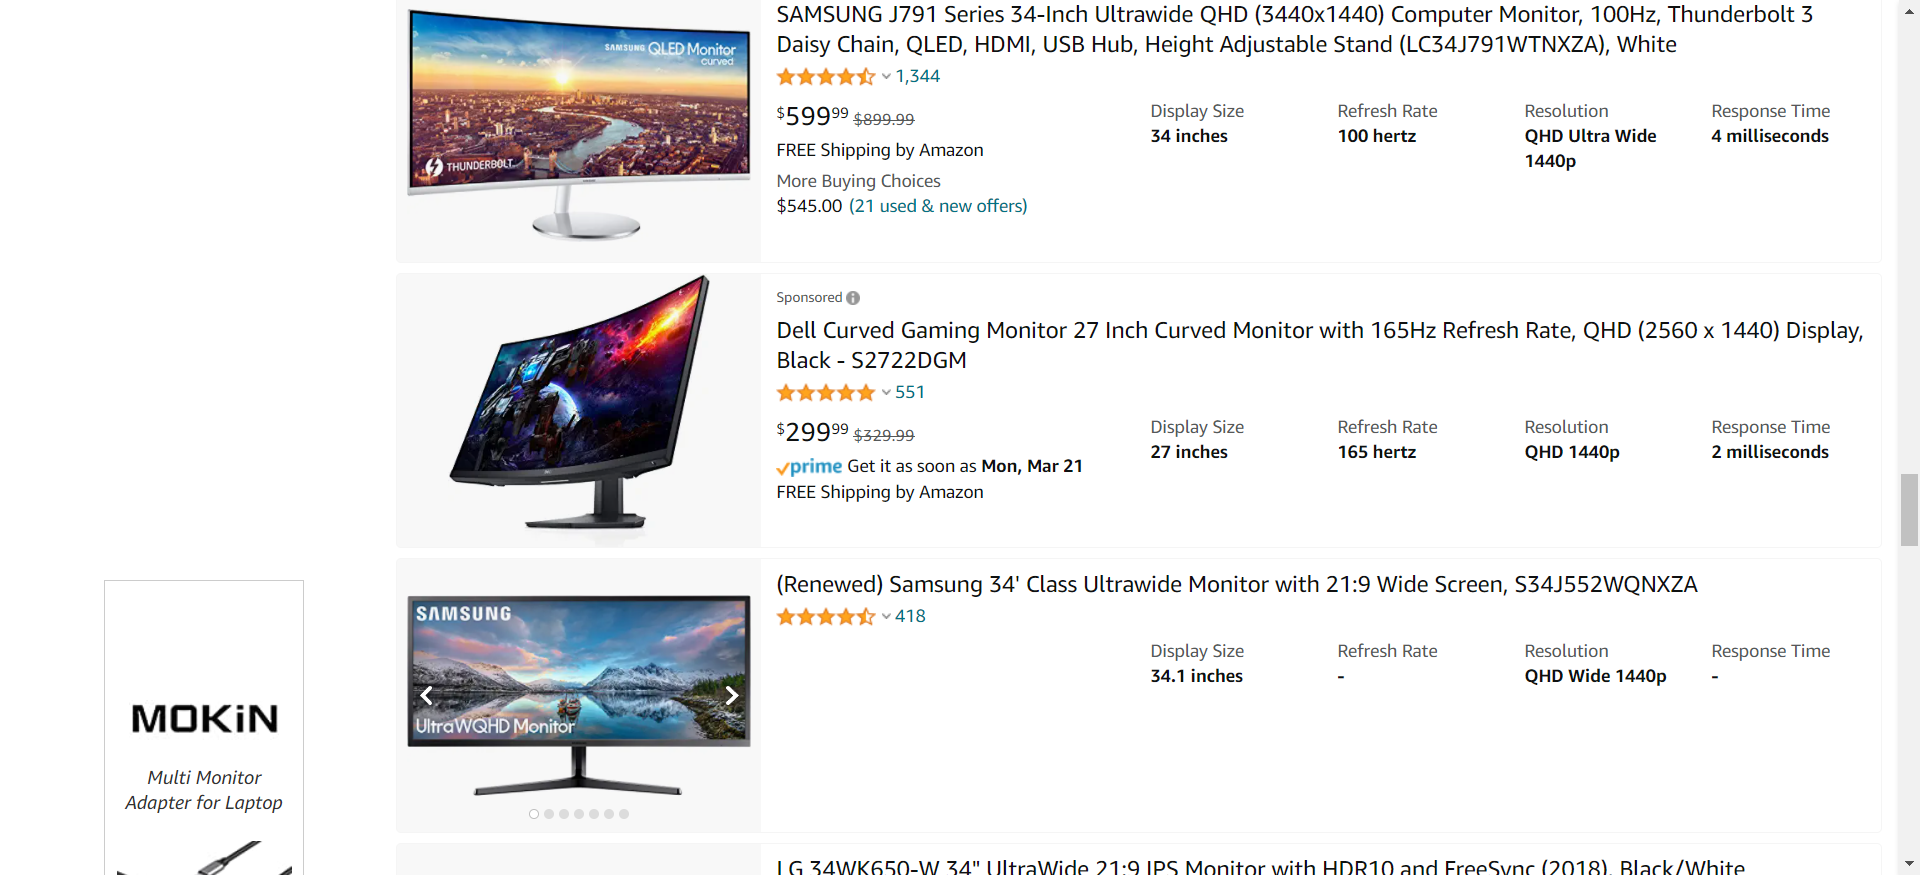 SAMSUNG QLED Monitor
curved
THUNDERBOLT
SAMSUNG J791 Series 34-Inch Ultrawide QHD (3440x1440) Computer Monitor, 100Hz, Thunderbolt 3
Daisy Chain, QLED, HDMI, USB Hub, Height Adjustable Stand (LC34J791WTNXZA), White
1,344
$599.99 $899.99
FREE Shipping by Amazon
More Buying Choices
$545.00 (21 used & new offers)
Display Size Refresh Rate Resolution Response Time
34 inches 100 hertz QHD Ultra Wide 4 milliseconds
1440p
Sponsored
Dell Curved Gaming Monitor 27 Inch Curved Monitor with 165Hz Refresh Rate, QHD (2560 x 1440) Display,
Black - S2722DGM
551
$299.99 $329.99
prime Get it as soon as Mon, Mar 21
FREE Shipping by Amazon
Display Size Refresh Rate Resolution Response Time
27 inches 165 hertz QHD 1440p 2 milliseconds
SAMSUNG
UltraWQHD Monitor
(Renewed) Samsung 34' Class Ultrawide Monitor with 21:9 Wide Screen, S34J552WQNXZA
418
Display Size Refresh Rate Resolution Response Time
34.1 inches - QHD Wide 1440p -
LG 34WK650-W 34" UltraWide 21:9 IPS Monitor with HDR10 and FreeSync (2018), Black/White
MOKiN
Multi Monitor
Adapter for Laptop